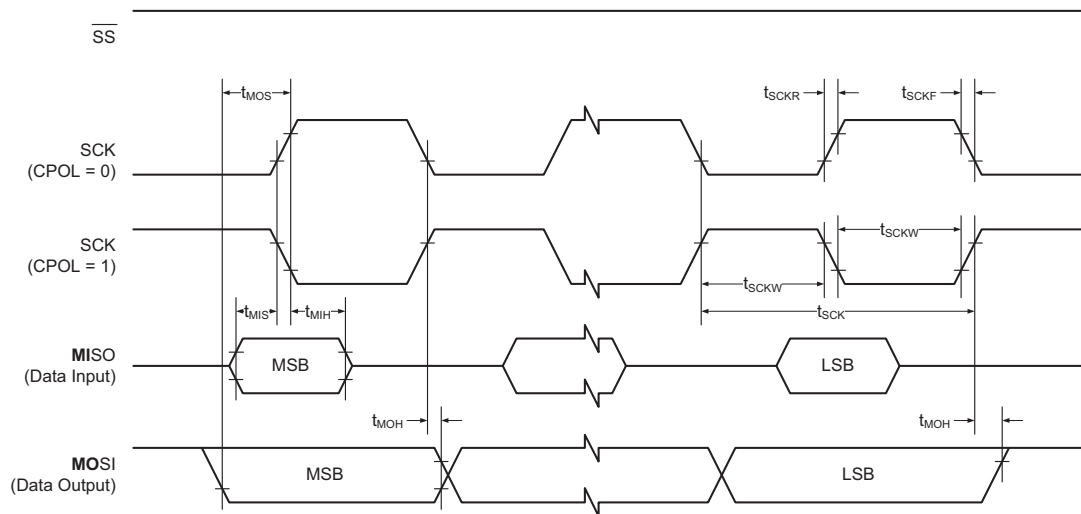 SS
tMOS
tSCKR
tSCKF
SCK
(CPOL = 0)
SCK
(CPOL = 1)
tSCKW
tSCKW
tSCK
tMIS
tMIH
MISO
(Data Input)
MSB
LSB
tMOH
tMOH
MOSI
(Data Output)
MSB
LSB